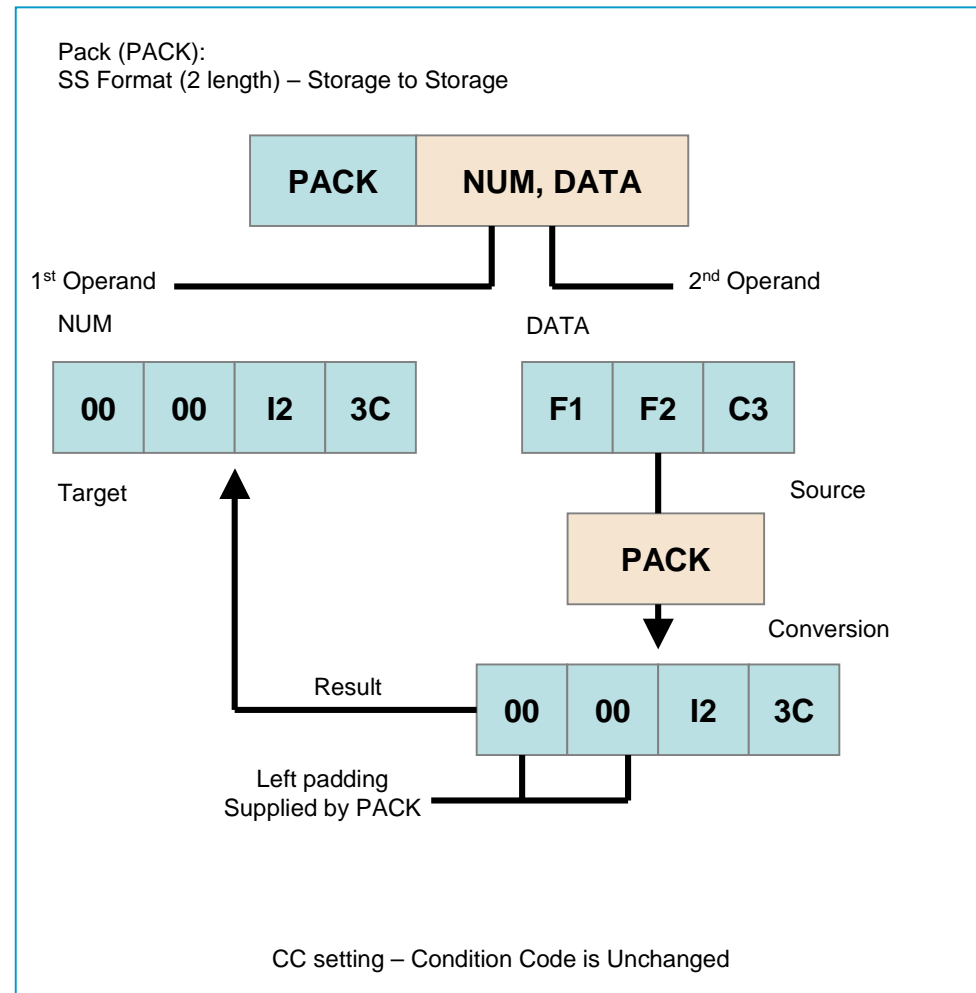 Pack (PACK):
SS Format (2 length) – Storage to Storage
PACK NUM, DATA
1st Operand 2nd Operand
NUM DATA
00 00 I2 3C F1 F2 C3
Target Source
PACK
Conversion
Result
00 00 I2 3C
Left padding
Supplied by PACK
CC setting – Condition Code is Unchanged